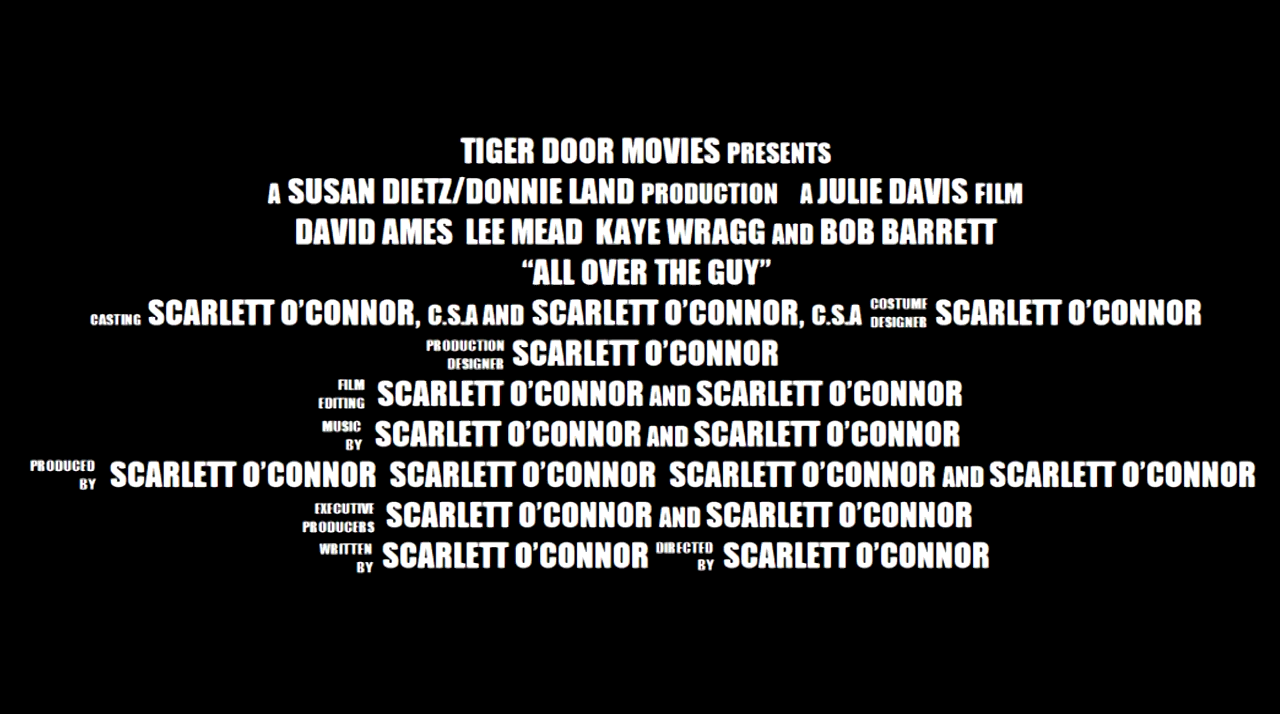 TIGER DOOR MOVIES PRESENTS
A SUSAN DIETZ/DONNIE LAND PRODUCTION A JULIE DAVIS FILM
DAVID AMES LEE MEAD KAYE WRAGG AND BOB BARRETT
“ALL OVER THE GUY”
CASTING SCARLETT O’CONNOR, C.S.A AND SCARLETT O’CONNOR, C.S.A COSTUME DESIGNER SCARLETT O’CONNOR
PRODUCTION DESIGNER SCARLETT O’CONNOR
FILM EDITING SCARLETT O’CONNOR AND SCARLETT O’CONNOR
MUSIC BY SCARLETT O’CONNOR AND SCARLETT O’CONNOR
PRODUCED BY SCARLETT O’CONNOR SCARLETT O’CONNOR SCARLETT O’CONNOR AND SCARLETT O’CONNOR
EXECUTIVE PRODUCERS SCARLETT O’CONNOR AND SCARLETT O’CONNOR
WRITTEN BY SCARLETT O’CONNOR DIRECTED BY SCARLETT O’CONNOR